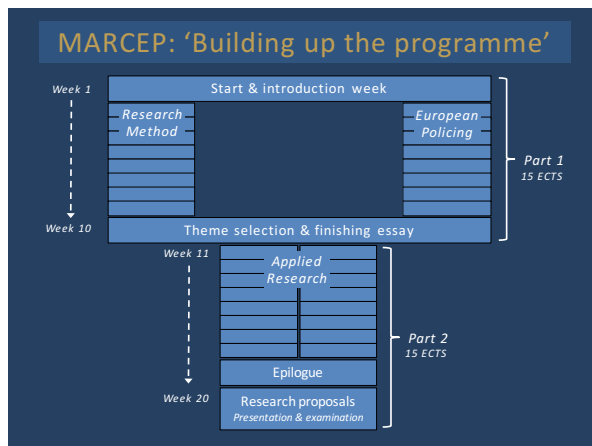 MARCEP: ‘Building up the programme’
Week 1
Start & introduction week
Research
Method
European
Policing
Part 1
15 ECTS
Week 10
Theme selection & finishing essay
Week 11
Applied
Research
Part 2
15 ECTS
Epilogue
Week 20
Research proposals
Presentation & examination